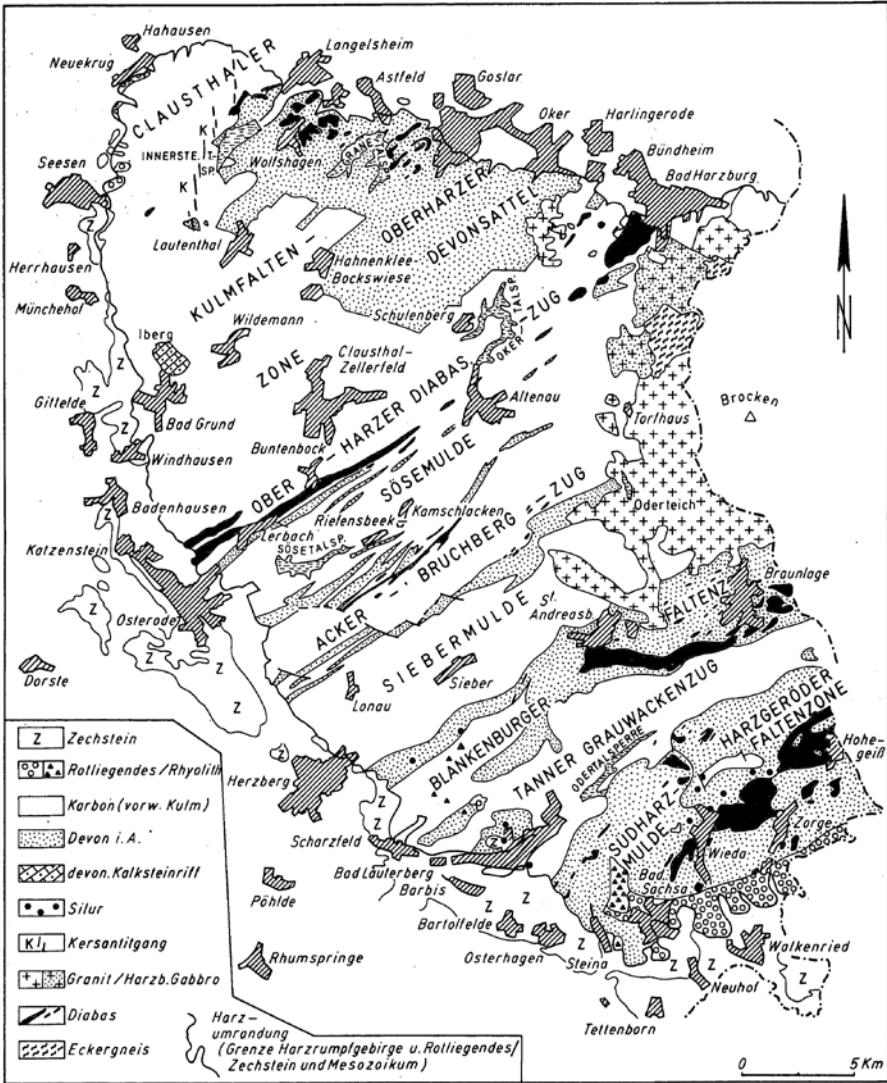 Hahausen
Neuekrug
Langelsheim
Astfeld
Goslar
Oker
Harlingerode
Bündheim
Bad Harzburg
CLAUSTHALER
K
INNERSTE
T-
SP.
K
Wolfshagen
GRANE
Seesen
Z
Lautenthal
OBERHARZER
DEVONSATTEL
Herrhausen
Münchehof
KULMFALTEN-
Hahnenklee-
Bockswiese
Schulenberg
OKER
TALSP.
ZUG
N
Iberg
Wildemann
ZONE
Clausthal-
Zellerfeld
Z
Gittelde
Z
Bad Grund
Altenau
Torfhaus
Brocken
Windhausen
Buntenbock
OBER-HARZER DIABAS-
SÖSEMULDE
Badenhausen
Z
Katzenstein
Lerbach
Riefensbeek
Kamschlacken
SÖSETALSP.
Oderteich
ACKER-BRUCHBERG-ZUG
Osterode
Z
Z
Z
Dorste
SIEBERMULDE
St.
Andreasb.
FALTENZ.
Braunlage
Lonau
Sieber
BLANKENBURGER
TANNER GRAUWACKENZUG
ODERTALSPERRE
HARZGERÖDER
FALTENZONE
Hohe-
geiß
Herzberg
Z
Z
Scharzfeld
Z
SÜDHARZ-
MULDE
Wieda
Zorge
Bad Lauterberg
Barbis
Bad
Sachsa
Pöhlde
Bartolfelde
Z
Osterhagen
Z
Steina
Z
Z
Walkenried
Z
Neuhof
Rhumspringe
Tettenborn
Z Zechstein
Rotliegendes/Rhyolith
Karbon (vorw. Kulm)
Devon i.A.
devon. Kalksteinriff
Silur
K Kersantitgang
Granit/Harzb.Gabbro
Diabas
Eckergneis
Harz-
umrandung
(Grenze Harzrumpfgebirge u. Rotliegendes/
Zechstein und Mesozoikum)
0 5 Km